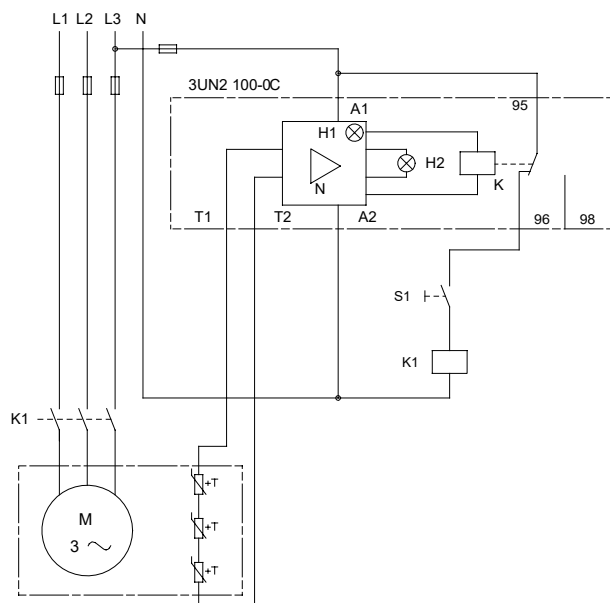 L1 L2 L3 N
3UN2 100-0C
A1
95
H1
H2
N
K
T1 T2 A2
96 98
S1
K1
K1
+T
M
3
+T
+T